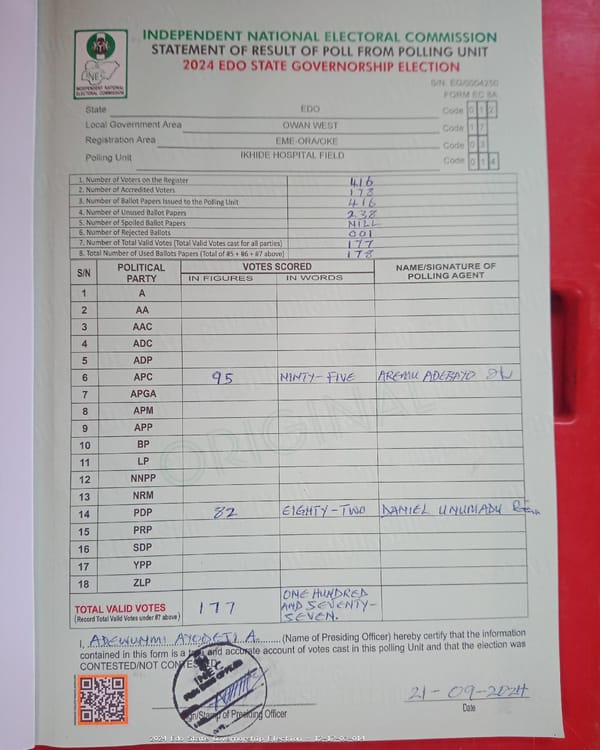 INDEPENDENT NATIONAL ELECTORAL COMMISSION
STATEMENT OF RESULT OF POLL FROM POLLING UNIT
2024 EDO STATE GOVERNORSHIP ELECTION
INEC
INDEPENDENT NATIONAL
ELECTORAL COMMISSION
S/N: EG/0004250
FORM EC 8A
State EDO Code 0 1 2
Local Government Area OWAN WEST Code 1 7
Registration Area EME-ORA/OKE Code 0 3
Polling Unit IKHIDE HOSPITAL FIELD Code 0 1 4
1. Number of Voters on the Register 416
2. Number of Accredited Voters 178
3. Number of Ballot Papers Issued to the Polling Unit 416
4. Number of Unused Ballot Papers 238
5. Number of Spoiled Ballot Papers NILL
6. Number of Rejected Ballots 001
7. Number of Total Valid Votes (Total Valid Votes cast for all parties) 177
8. Total Number of Used Ballots Papers (Total of #5 + #6 + #7 above) 178
S/N POLITICAL PARTY VOTES SCORED NAME/SIGNATURE OF POLLING AGENT
IN FIGURES IN WORDS
1 A
2 AA
3 AAC
4 ADC
5 ADP
6 APC 95 NINTY-FIVE AREMU ADEBAYO
7 APGA
8 APM
9 APP
10 BP
11 LP
12 NNPP
13 NRM
14 PDP 82 EIGHTY-TWO DANIEL UNUMADU
15 PRP
16 SDP
17 YPP
18 ZLP
ORIGINAL
TOTAL VALID VOTES 177 ONE HUNDRED AND SEVENTY-SEVEN.
(Record Total Valid Votes under #7 above)
I, ADEWUNMI AYODEJI A. (Name of Presiding Officer) hereby certify that the information
contained in this form is a true and accurate account of votes cast in this polling Unit and that the election was
CONTESTED/NOT CONTESTED
21-09-2024
Sign/Stamp of Presiding Officer Date
2024 Edo State Governorship Election - 12-17-03-014